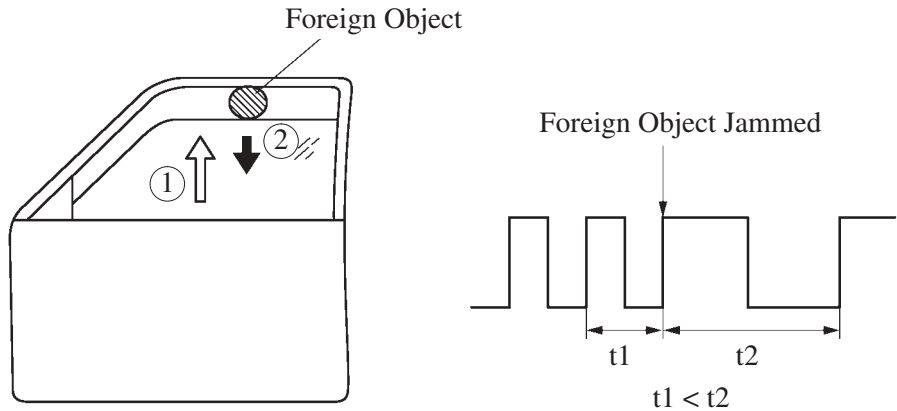 Foreign Object
①
②
Foreign Object Jammed
t1
t2
t1 < t2